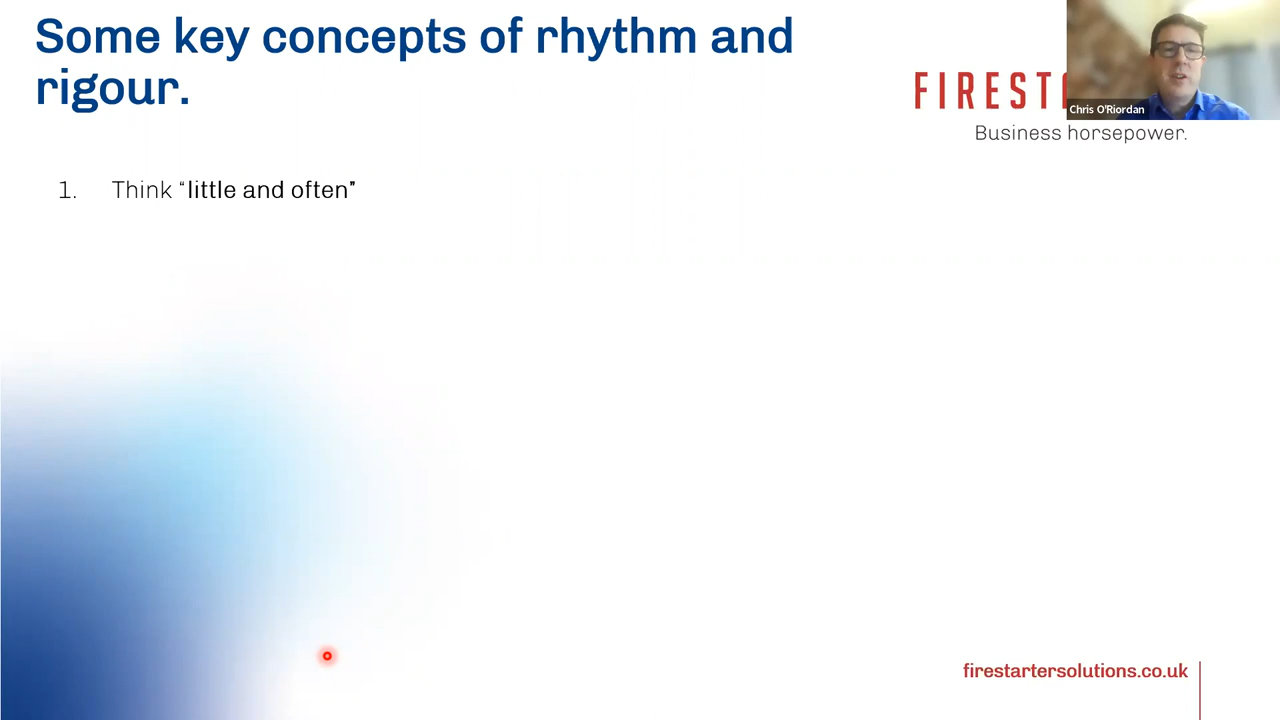 Some key concepts of rhythm and
rigour.
Chris O'Riordan
Business horsepower.
1. Think “little and often”
firestartersolutions.co.uk